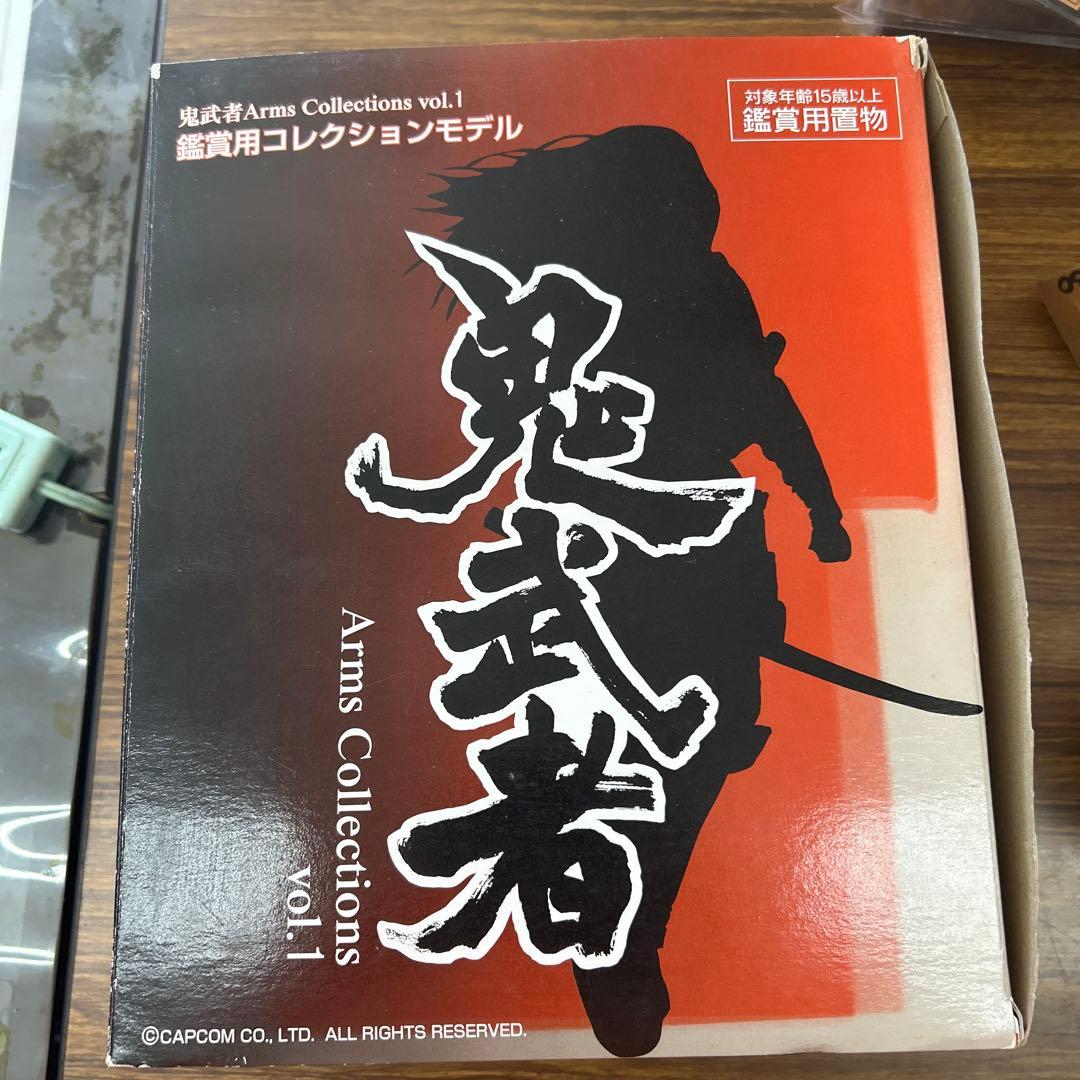 鬼武者Arms Collections vol.1
鑑賞用コレクションモデル
対象年齢15歳以上
鑑賞用置物
鬼武者
Arms Collections
vol.1
©CAPCOM CO., LTD. ALL RIGHTS RESERVED.